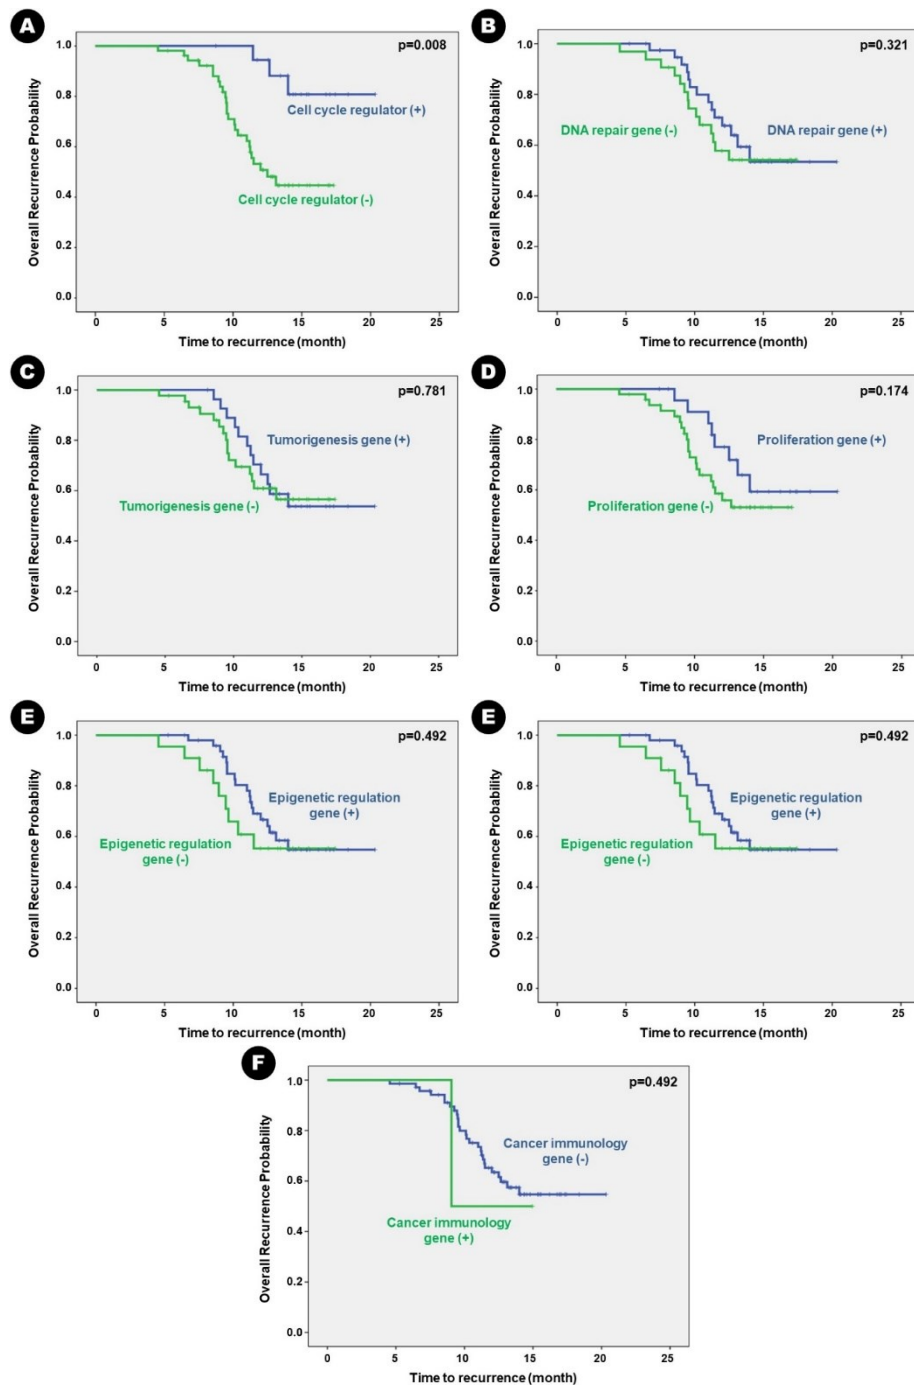 A
Overall Recurrence Probability
1.0
0.8
0.6
0.4
0.2
0.0
p=0.008
Cell cycle regulator (+)
Cell cycle regulator (-)
0 5 10 15 20 25
Time to recurrence (month)
B
Overall Recurrence Probability
1.0
0.8
0.6
0.4
0.2
0.0
p=0.321
DNA repair gene (-)
DNA repair gene (+)
0 5 10 15 20 25
Time to recurrence (month)
C
Overall Recurrence Probability
1.0
0.8
0.6
0.4
0.2
0.0
p=0.781
Tumorigenesis gene (+)
Tumorigenesis gene (-)
0 5 10 15 20 25
Time to recurrence (month)
D
Overall Recurrence Probability
1.0
0.8
0.6
0.4
0.2
0.0
p=0.174
Proliferation gene (+)
Proliferation gene (-)
0 5 10 15 20 25
Time to recurrence (month)
E
Overall Recurrence Probability
1.0
0.8
0.6
0.4
0.2
0.0
p=0.492
Epigenetic regulation
gene (+)
Epigenetic regulation
gene (-)
0 5 10 15 20 25
Time to recurrence (month)
E
Overall Recurrence Probability
1.0
0.8
0.6
0.4
0.2
0.0
p=0.492
Epigenetic regulation
gene (+)
Epigenetic regulation
gene (-)
0 5 10 15 20 25
Time to recurrence (month)
F
Overall Recurrence Probability
1.0
0.8
0.6
0.4
0.2
0.0
p=0.492
Cancer immunology
gene (-)
Cancer immunology
gene (+)
0 5 10 15 20 25
Time to recurrence (month)